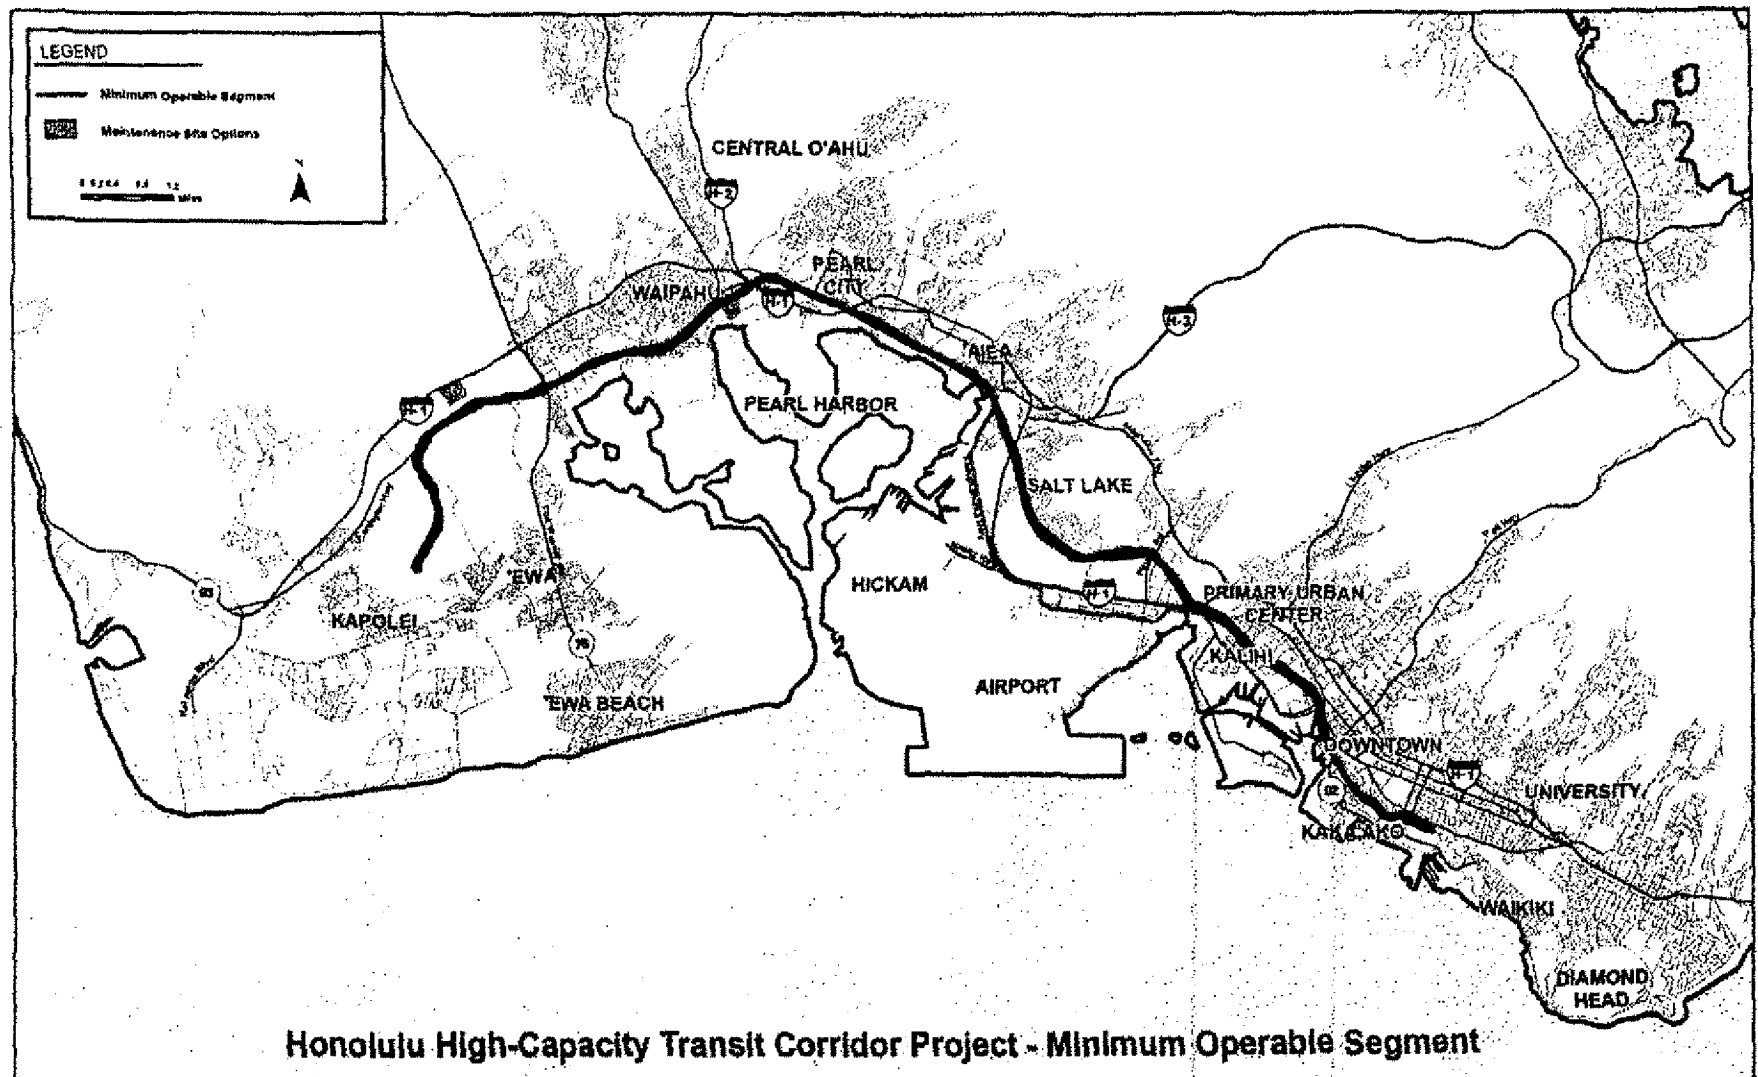 LEGEND
Minimum Operable Segment
Maintenance Site Options
CENTRAL O'AHU
H-2
PEARL
CITY
WAIPAHU
H-1
H-3
'AIEA
H-1
PEARL HARBOR
SALT LAKE
'EWA
HICKAM
H-1
PRIMARY URBAN
CENTER
KAPOLEI
76
KALIHI
'EWA BEACH
AIRPORT
DOWNTOWN
H-1
92
UNIVERSITY
KAKA'AKO
WAIKIKI
DIAMOND
HEAD
Honolulu High-Capacity Transit Corridor Project - Minimum Operable Segment